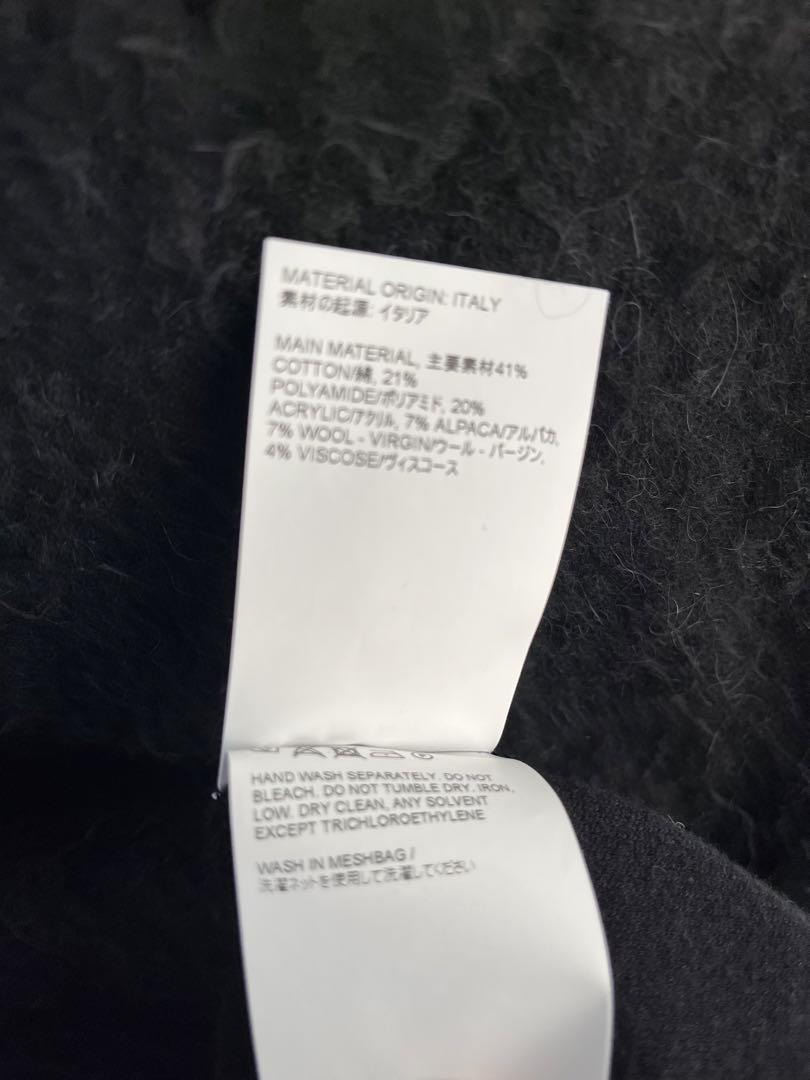 MATERIAL ORIGIN: ITALY
素材の起源: イタリア
MAIN MATERIAL, 主要素材41%
COTTON/綿, 21%
POLYAMIDE/ポリアミド, 20%
ACRYLIC/アクリル, 7% ALPACA/アルパカ,
7% WOOL - VIRGIN/ウール - バージン,
4% VISCOSE/ヴィスコース
HAND WASH SEPARATELY. DO NOT
BLEACH. DO NOT TUMBLE DRY. IRON,
LOW. DRY CLEAN, ANY SOLVENT
EXCEPT TRICHLOROETHYLENE
WASH IN MESHBAG /
洗濯ネットを使用して洗濯してください